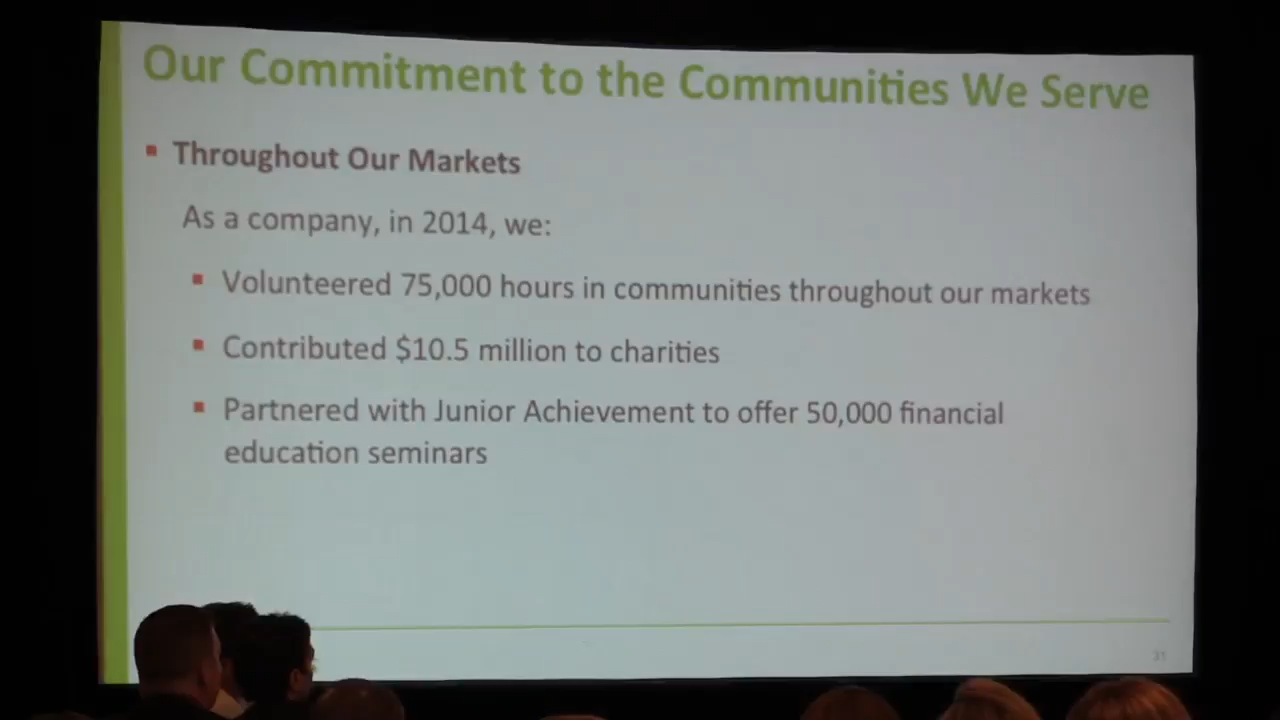 Our Commitment to the Communities We Serve
▪ Throughout Our Markets
As a company, in 2014, we:
▪ Volunteered 75,000 hours in communities throughout our markets
▪ Contributed $10.5 million to charities
▪ Partnered with Junior Achievement to offer 50,000 financial
education seminars
31